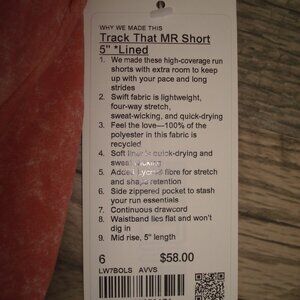 WHY WE MADE THIS
Track That MR Short
5" *Lined
1. We made these high-coverage run
shorts with extra room to keep
up with your pace and long
strides
2. Swift fabric is lightweight,
four-way stretch,
sweat-wicking, and quick-drying
3. Feel the love—100% of the
polyester in this fabric is
recycled
4. Soft liner is quick-drying and
sweat-wicking
5. Added Lycra® fibre for stretch
and shape retention
6. Side zippered pocket to stash
your run essentials
7. Continuous drawcord
8. Waistband lies flat and won't
dig in
9. Mid rise, 5" length
6 $58.00
LW7BOLS AVVS